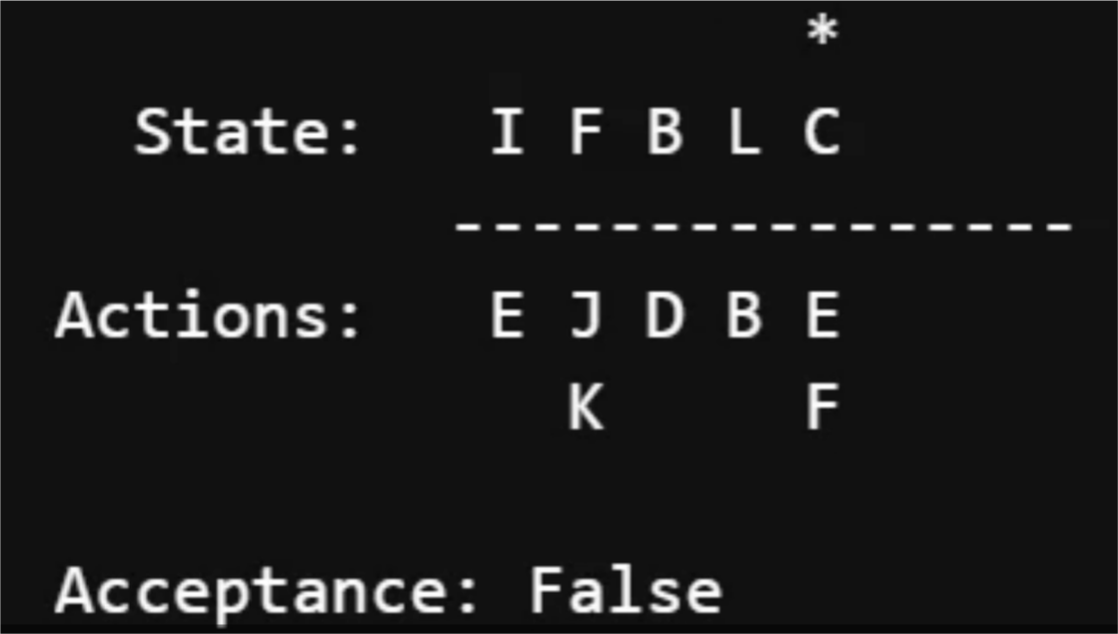 *
State: I F B L C
----------------
Actions: E J D B E
K F
Acceptance: False